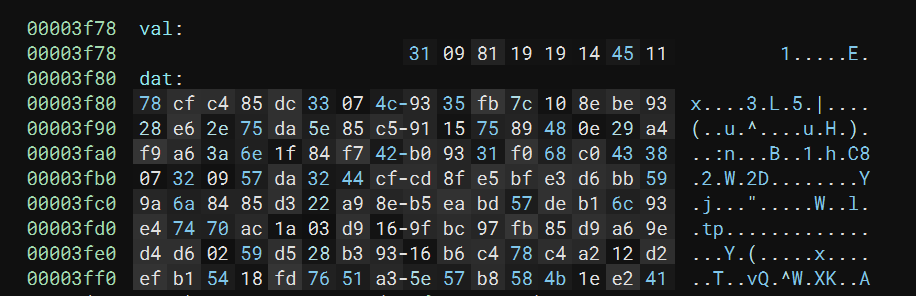 00003f78 val:
00003f78 31 09 81 19 19 14 45 11 1.....E.
00003f80 dat:
00003f80 78 cf c4 85 dc 33 07 4c-93 35 fb 7c 10 8e be 93 x....3.L.5.|....
00003f90 28 e6 2e 75 da 5e 85 c5-91 15 75 89 48 0e 29 a4 (..u.^....u.H.).
00003fa0 f9 a6 3a 6e 1f 84 f7 42-b0 93 31 f0 68 c0 43 38 ..:n...B..1.h.C8
00003fb0 07 32 09 57 da 32 44 cf-cd 8f e5 bf e3 d6 bb 59 .2.W.2D........Y
00003fc0 9a 6a 84 85 d3 22 a9 8e-b5 ea bd 57 de b1 6c 93 .j...".....W..l.
00003fd0 e4 74 70 ac 1a 03 d9 16-9f bc 97 fb 85 d9 a6 9e .tp.............
00003fe0 d4 d6 02 59 d5 28 b3 93-16 b6 c4 78 c4 a2 12 d2 ...Y.(.....x....
00003ff0 ef b1 54 18 fd 76 51 a3-5e 57 b8 58 4b 1e e2 41 ..T..vQ.^W.XK..A